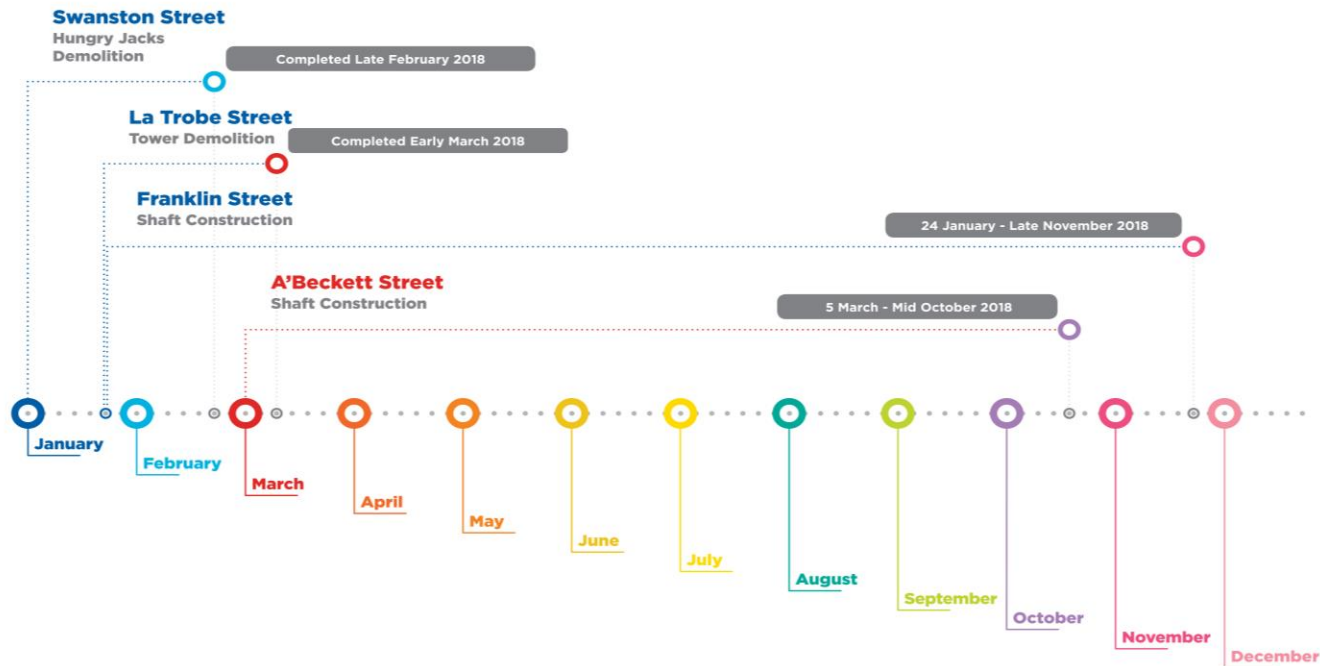 Swanston Street
Hungry Jacks
Demolition
Completed Late February 2018
La Trobe Street
Tower Demolition
Completed Early March 2018
Franklin Street
Shaft Construction
24 January - Late November 2018
A'Beckett Street
Shaft Construction
5 March - Mid October 2018
January
February
March
April
May
June
July
August
September
October
November
December